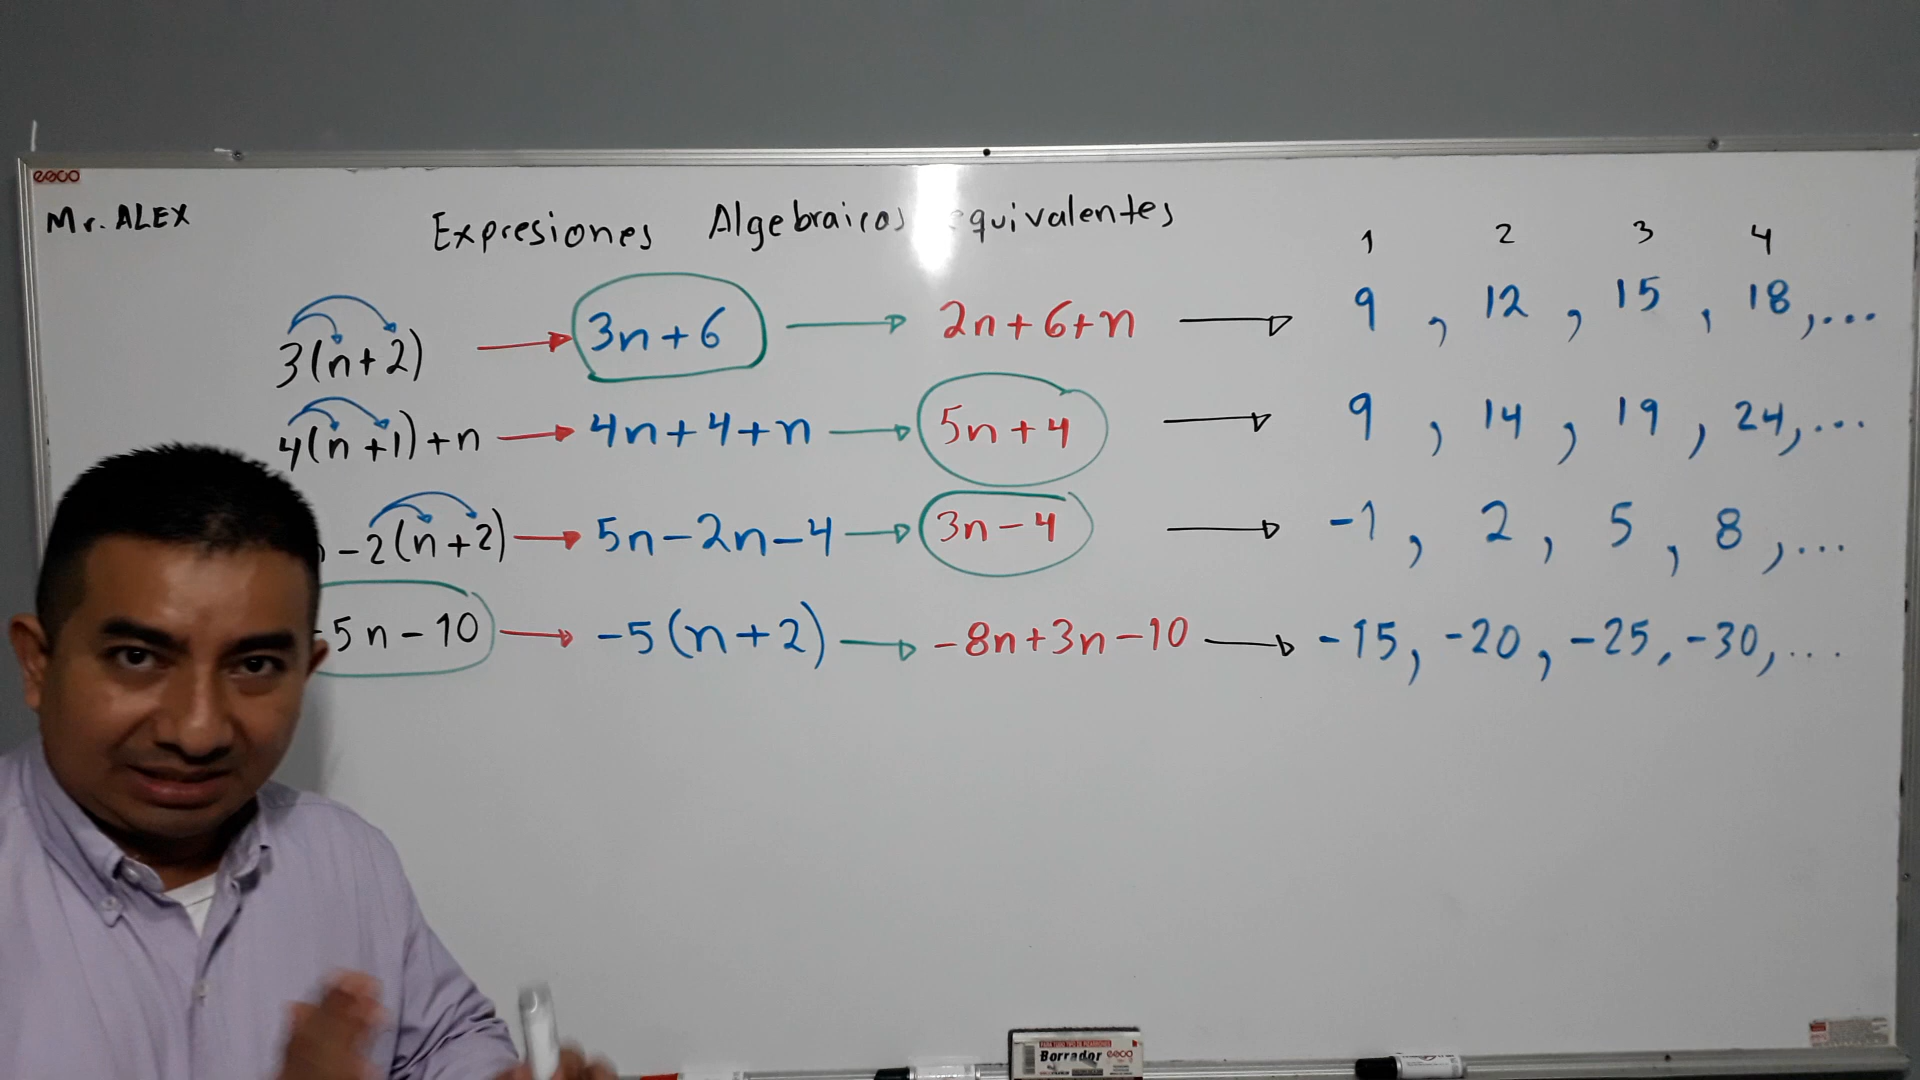 esco
Mr. ALEX
Expresiones Algebraicas equivalentes
1 2 3 4
3(n+2) → 3n+6 → 2n+6+n → 9, 12, 15, 18,...
4(n+1)+n → 4n+4+n → 5n+4 → 9, 14, 19, 24,...
-2(n+2) → 5n-2n-4 → 3n-4 → -1, 2, 5, 8,...
-5n-10 → -5(n+2) → -8n+3n-10 → -15, -20, -25, -30,...
Borrador esco